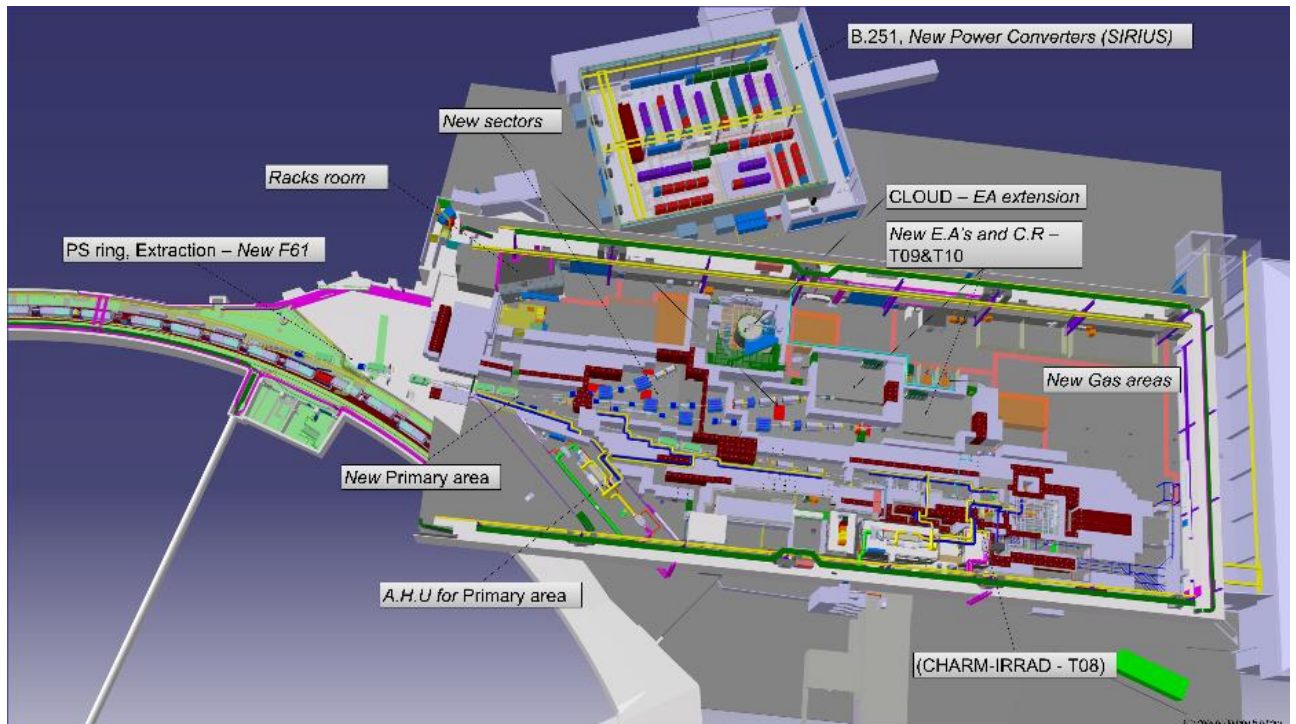 B.251, New Power Converters (SIRIUS)
New sectors
Racks room
CLOUD – EA extension
New E.A's and C.R –
T09&T10
PS ring, Extraction – New F61
New Gas areas
New Primary area
A.H.U for Primary area
(CHARM-IRRAD - T08)